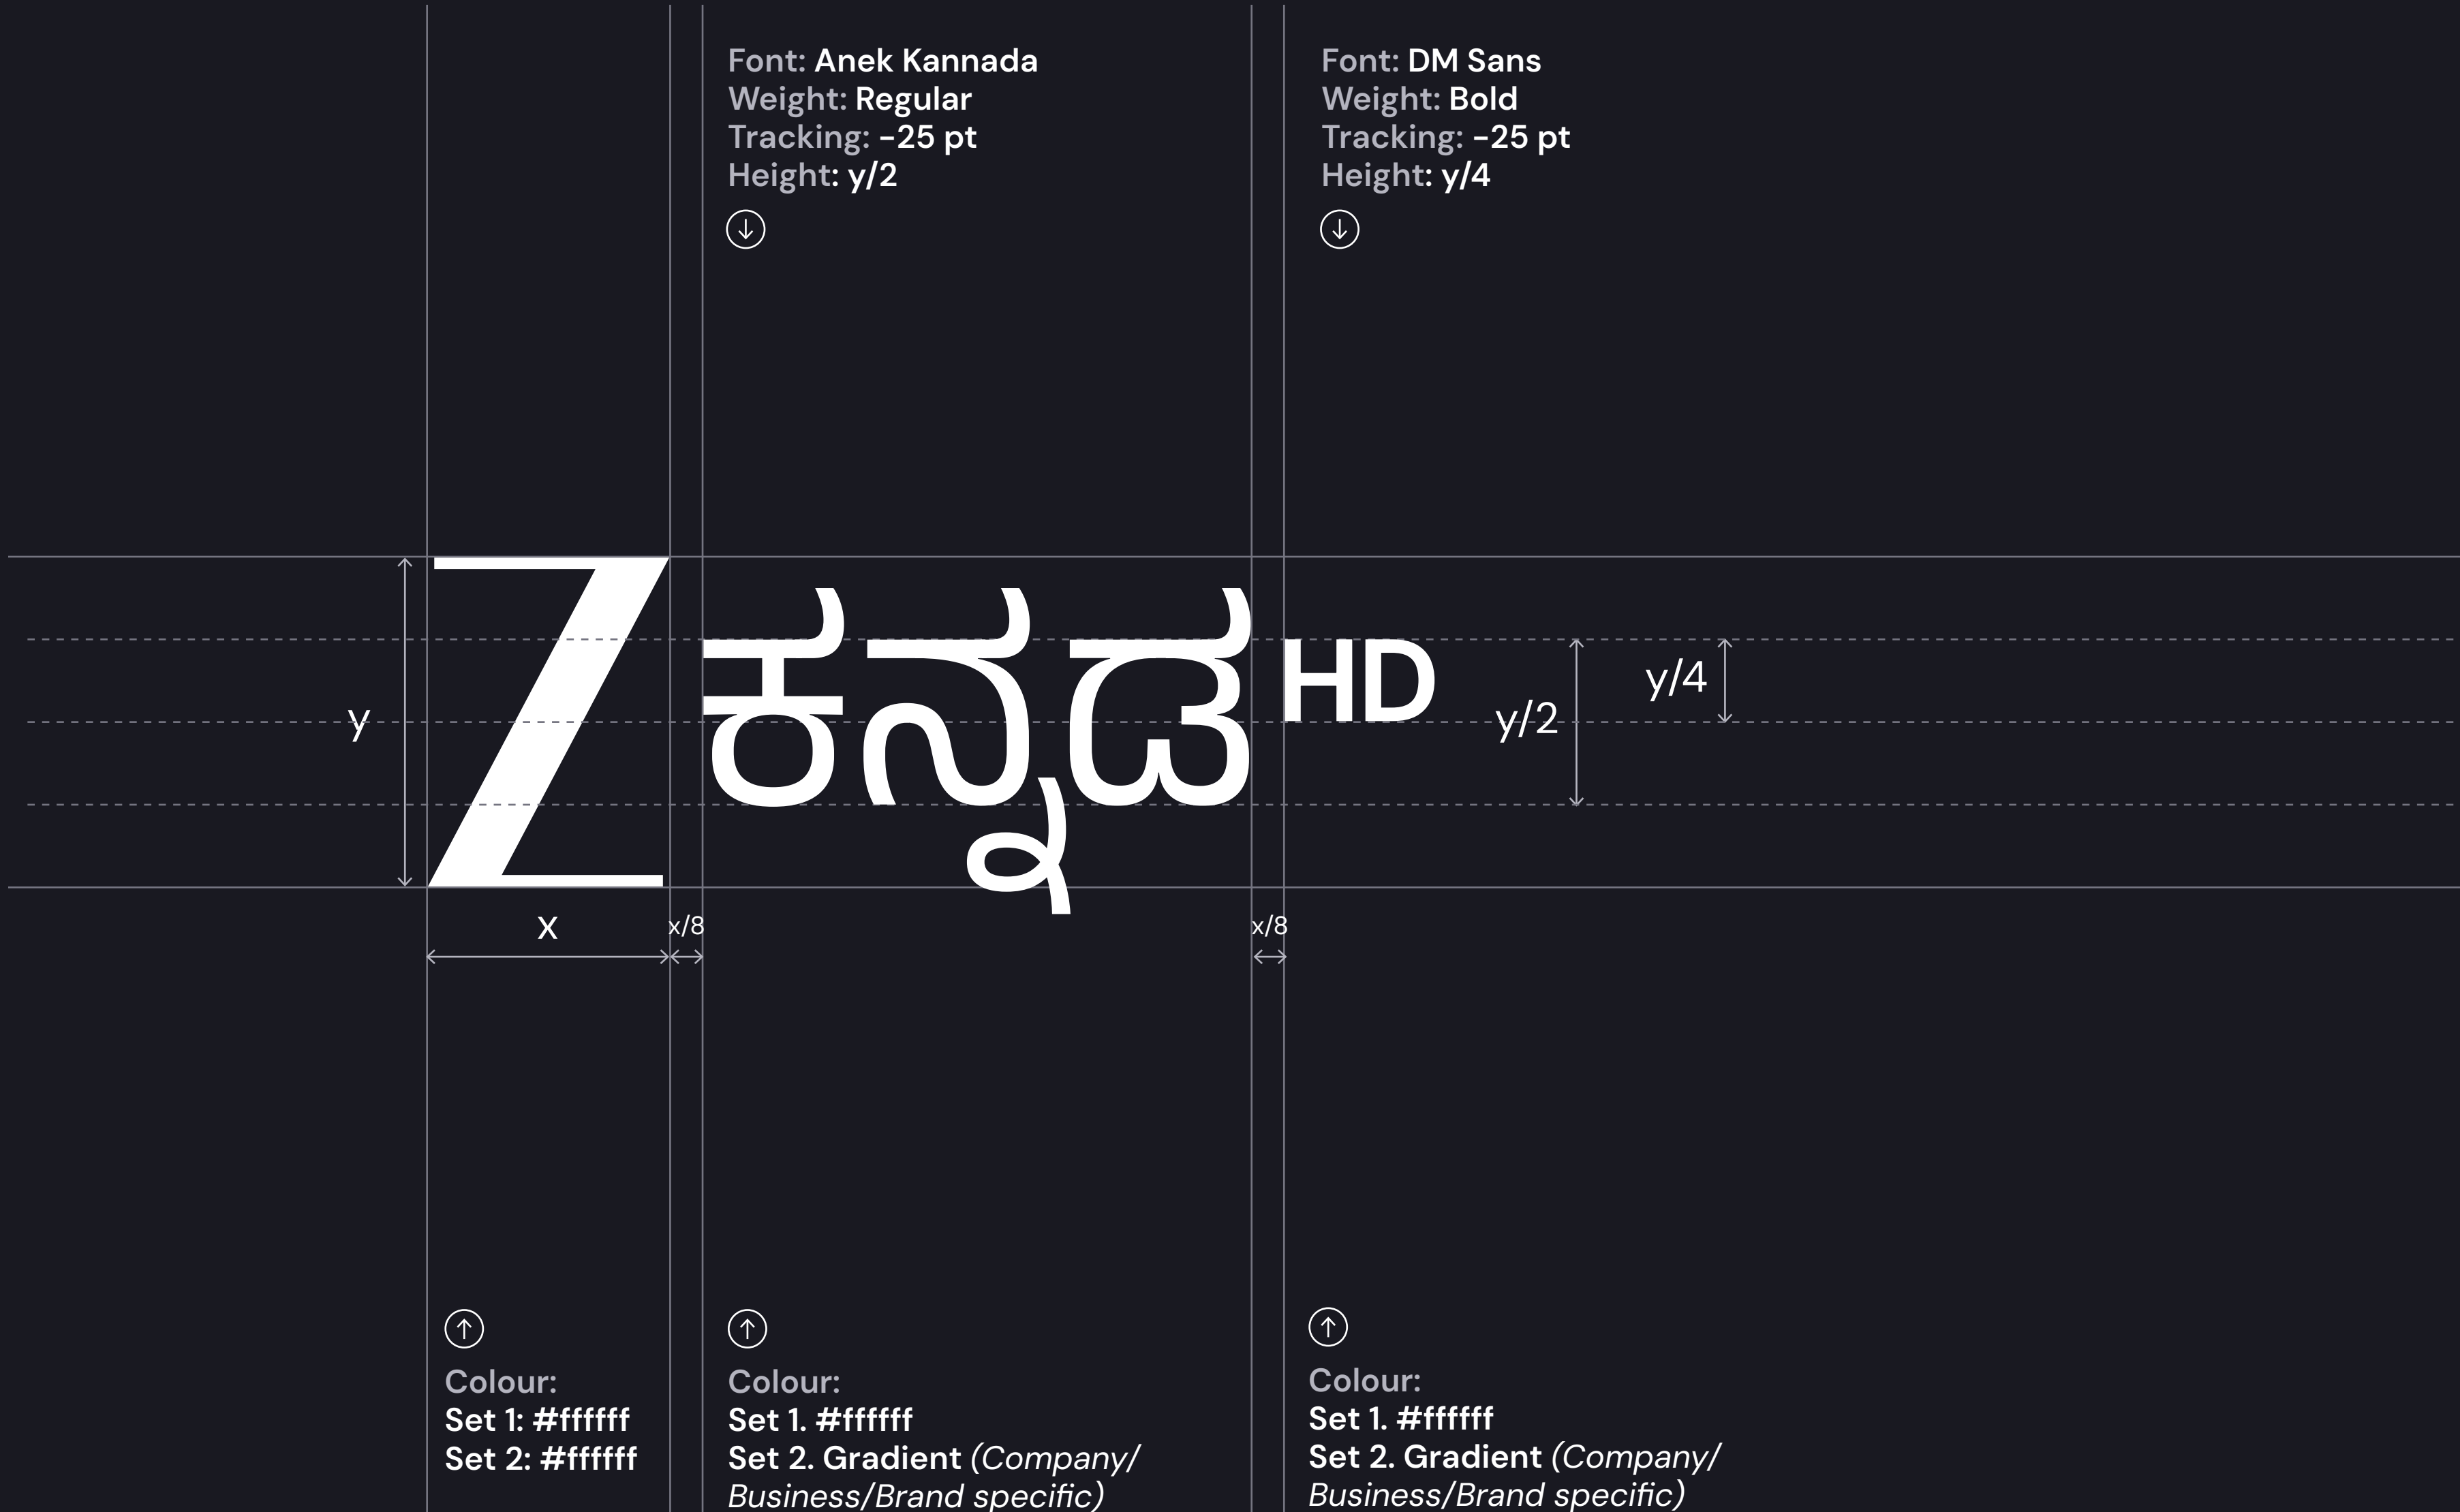 Font: Anek Kannada
Weight: Regular
Tracking: -25 pt
Height: y/2
Font: DM Sans
Weight: Bold
Tracking: -25 pt
Height: y/4
Z ಕನ್ನಡ HD
y
y/2
y/4
x
x/8
x/8
Colour:
Set 1: #ffffff
Set 2: #ffffff
Colour:
Set 1. #ffffff
Set 2. Gradient (Company/
Business/Brand specific)
Colour:
Set 1. #ffffff
Set 2. Gradient (Company/
Business/Brand specific)